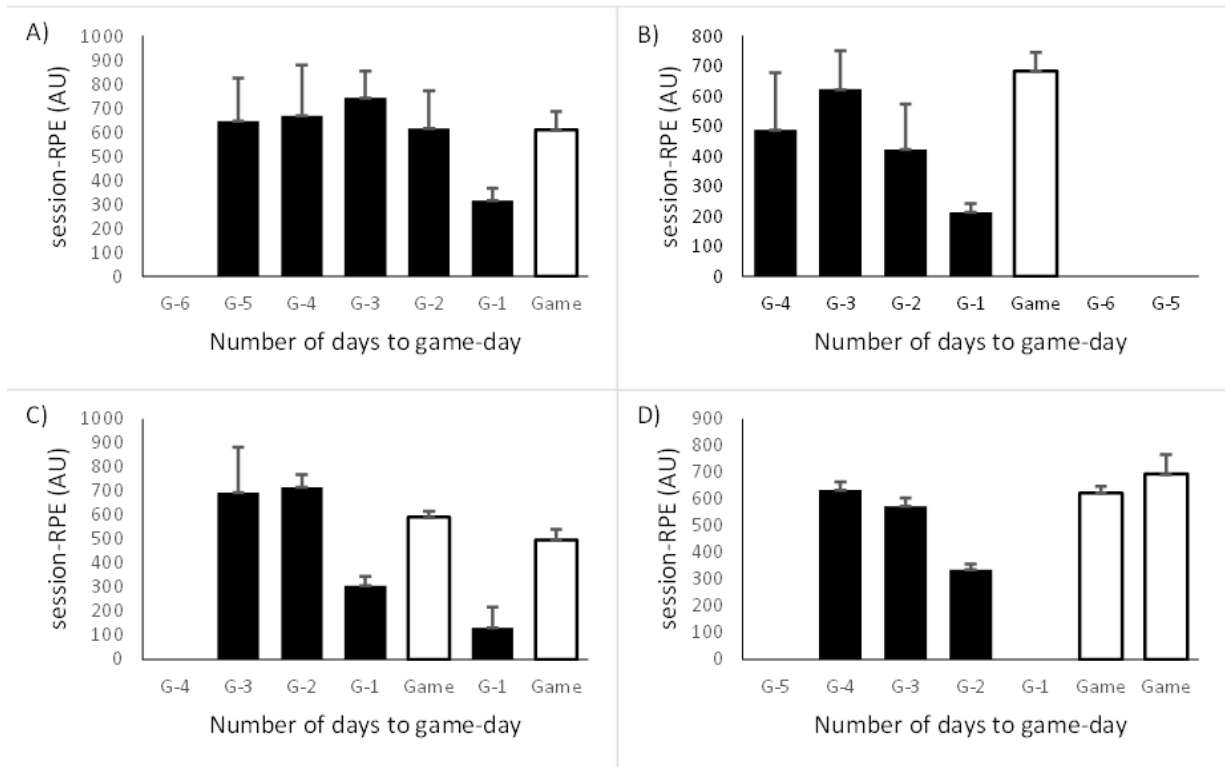 A)
session-RPE (AU)
1000
900
800
700
600
500
400
300
200
100
0
G-6 G-5 G-4 G-3 G-2 G-1 Game
Number of days to game-day
B)
session-RPE (AU)
800
700
600
500
400
300
200
100
0
G-4 G-3 G-2 G-1 Game G-6 G-5
Number of days to game-day
C)
session-RPE (AU)
1000
900
800
700
600
500
400
300
200
100
0
G-4 G-3 G-2 G-1 Game G-1 Game
Number of days to game-day
D)
session-RPE (AU)
900
800
700
600
500
400
300
200
100
0
G-5 G-4 G-3 G-2 G-1 Game Game
Number of days to game-day